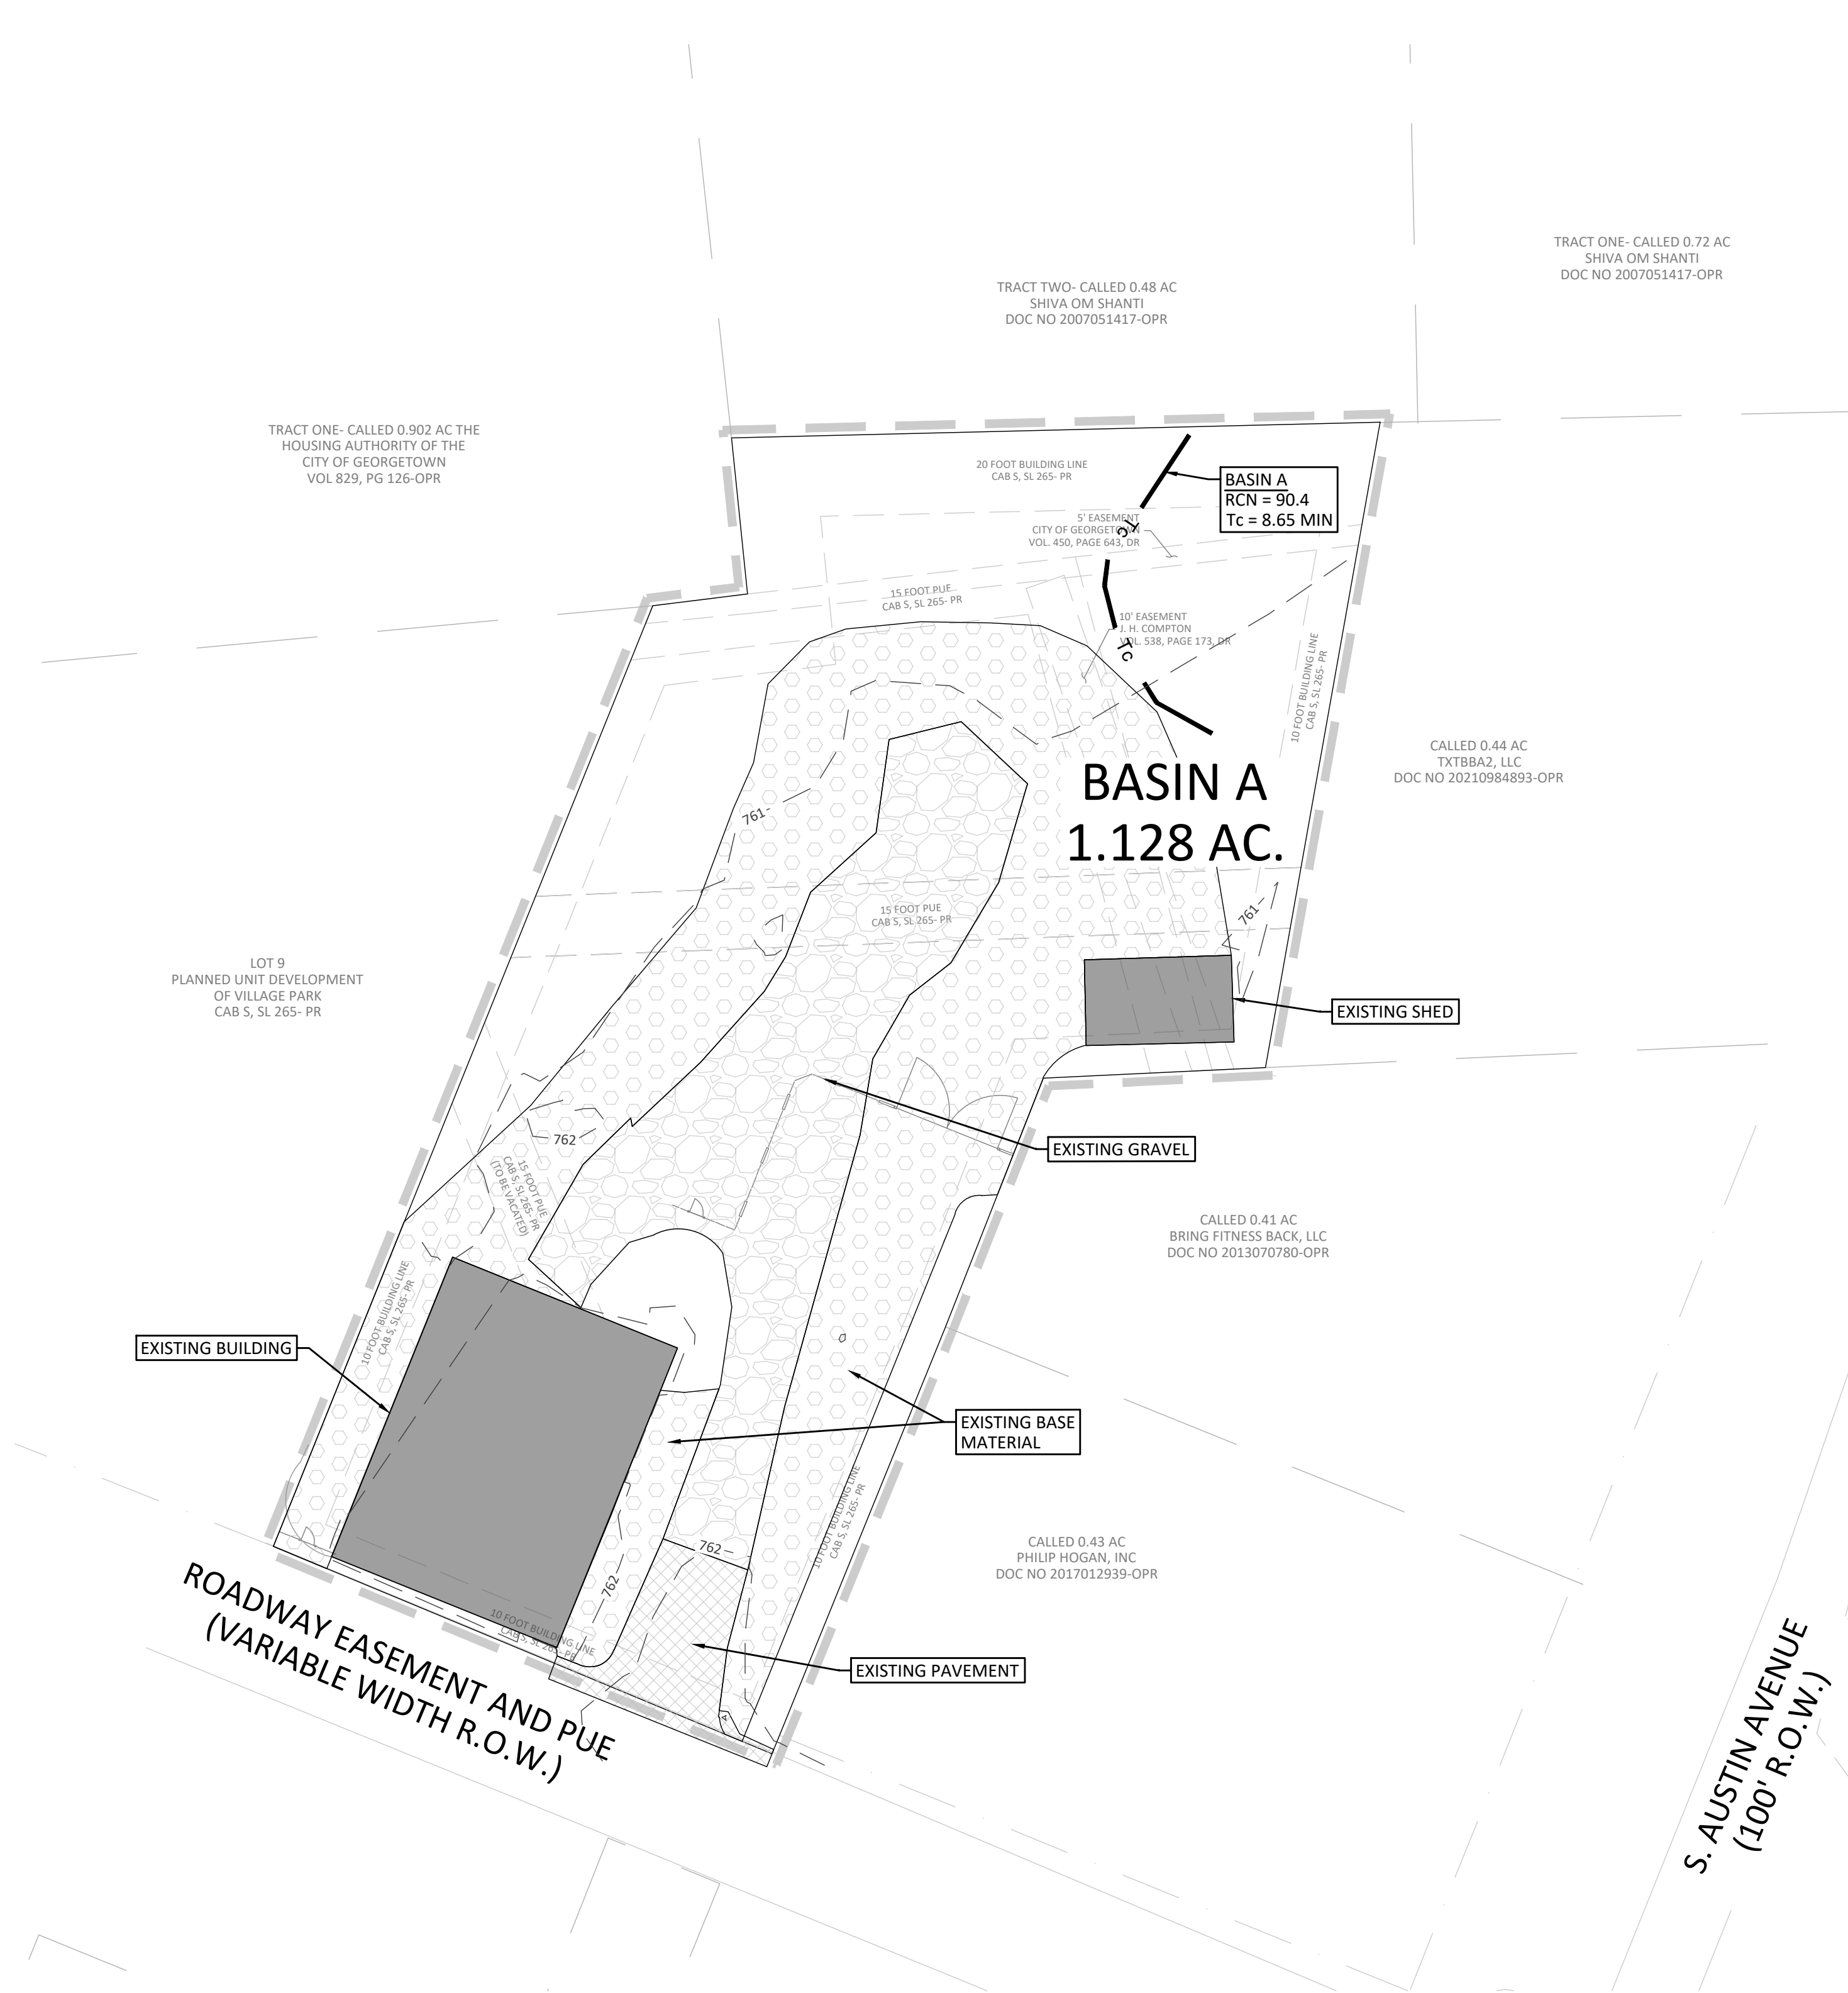 TRACT ONE- CALLED 0.72 AC
SHIVA OM SHANTI
DOC NO 2007051417-OPR
TRACT TWO- CALLED 0.48 AC
SHIVA OM SHANTI
DOC NO 2007051417-OPR
TRACT ONE- CALLED 0.902 AC THE
HOUSING AUTHORITY OF THE
CITY OF GEORGETOWN
VOL 829, PG 126-OPR
20 FOOT BUILDING LINE
CAB S, SL 265- PR
BASIN A
RCN = 90.4
Tc = 8.65 MIN
5' EASEMENT
CITY OF GEORGETOWN
VOL. 450, PAGE 643, DR
Tc
15 FOOT PUE
CAB S, SL 265- PR
10' EASEMENT
J. H. COMPTON
VOL. 538, PAGE 173, DR
Tc
10 FOOT BUILDING LINE
CAB S, SL 265- PR
CALLED 0.44 AC
TXTBBA2, LLC
DOC NO 20210984893-OPR
BASIN A
1.128 AC.
761
15 FOOT PUE
CAB S, SL 265- PR
761
LOT 9
PLANNED UNIT DEVELOPMENT
OF VILLAGE PARK
CAB S, SL 265- PR
EXISTING SHED
762
EXISTING GRAVEL
15 FOOT PUE
CAB S, SL 265- PR
(TO BE VACATED)
CALLED 0.41 AC
BRING FITNESS BACK, LLC
DOC NO 2013070780-OPR
10 FOOT BUILDING LINE
CAB S, SL 265- PR
EXISTING BUILDING
EXISTING BASE
MATERIAL
10 FOOT BUILDING LINE
CAB S, SL 265- PR
762
CALLED 0.43 AC
PHILIP HOGAN, INC
DOC NO 2017012939-OPR
762
10 FOOT BUILDING LINE
CAB S, SL 265- PR
EXISTING PAVEMENT
ROADWAY EASEMENT AND PUE
(VARIABLE WIDTH R.O.W.)
S. AUSTIN AVENUE
(100' R.O.W.)